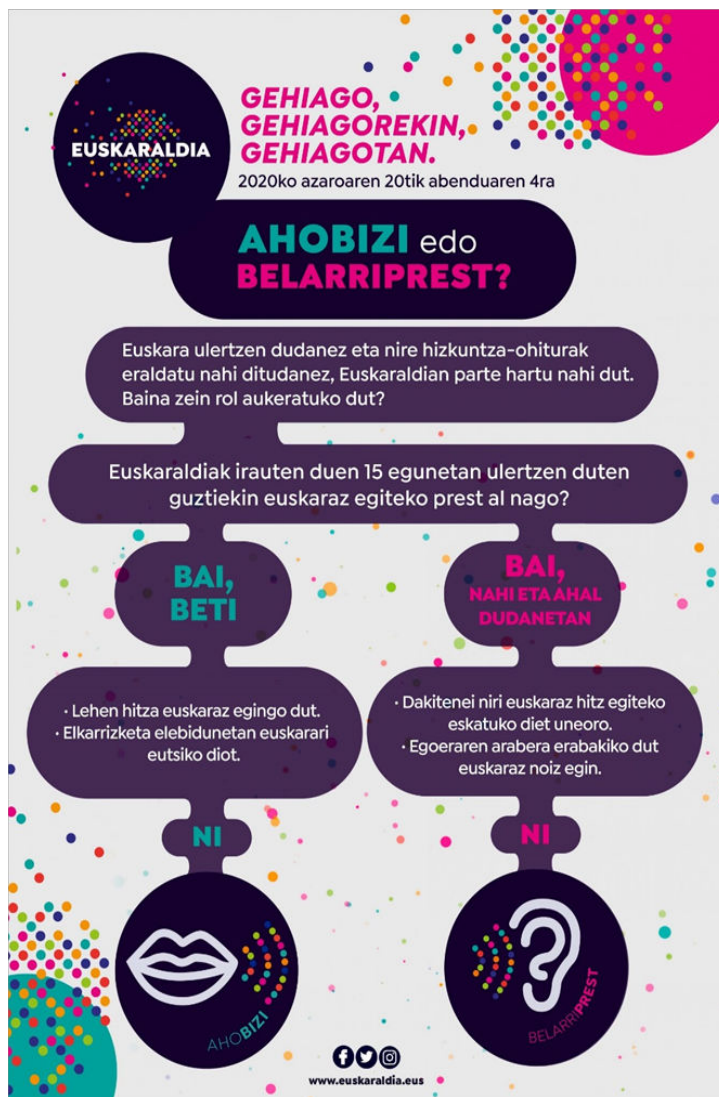 EUSKARALDIA
GEHIAGO,
GEHIAGOREKIN,
GEHIAGOTAN.
2020ko azaroaren 20tik abenduaren 4ra
AHOBIZI edo
BELARRIPREST?
Euskara ulertzen dudanez eta nire hizkuntza-ohiturak
eraldatu nahi ditudanez, Euskaraldian parte hartu nahi dut.
Baina zein rol aukeratuko dut?
Euskaraldiak irauten duen 15 egunetan ulertzen duten
guztiekin euskaraz egiteko prest al nago?
BAI,
BETI
· Lehen hitza euskaraz egingo dut.
· Elkarrizketa elebidunetan euskarari
eutsiko diot.
NI
AHOBIZI
BAI,
NAHI ETA AHAL
DUDANETAN
· Dakitenei niri euskaraz hitz egiteko
eskatuko diet uneoro.
· Egoeraren arabera erabakiko dut
euskaraz noiz egin.
NI
BELARRIPREST
www.euskaraldia.eus